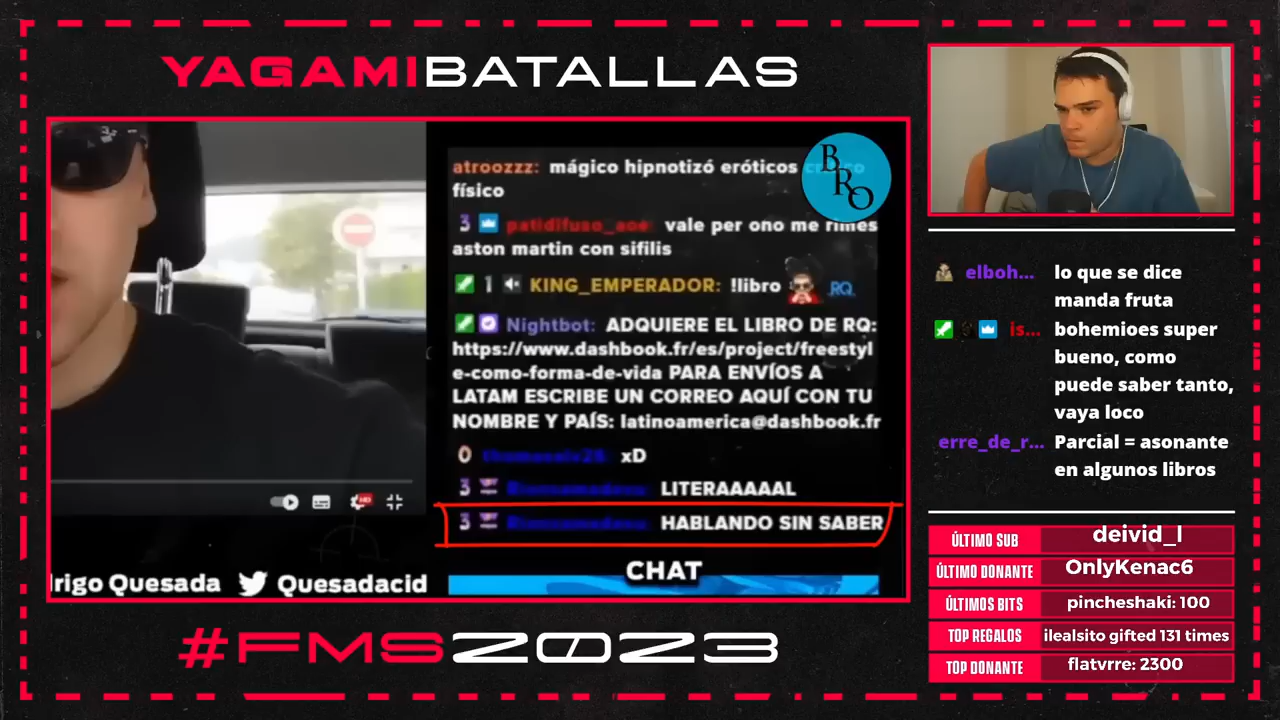 YAGAMIBATALLAS
BRO
atroozzz: mágico hipnotizó eróticos
físico
3 patidifuso_aoe: vale per ono me rimes
aston martin con sifilis
1 KING_EMPERADOR: !libro RQ
Nightbot: ADQUIERE EL LIBRO DE RQ:
https://www.dashbook.fr/es/project/freestyl
e-como-forma-de-vida PARA ENVÍOS A
LATAM ESCRIBE UN CORREO AQUÍ CON TU
NOMBRE Y PAÍS: latinoamerica@dashbook.fr
0 xD
3 LITERAAAAAL
3 HABLANDO SIN SABER
HD
CHAT
rigo Quesada Quesadacid
#FMS2023
elboh... lo que se dice
manda fruta
is... bohemioes super
bueno, como
puede saber tanto,
vaya loco
erre_de_r... Parcial = asonante
en algunos libros
ÚLTIMO SUB deivid_l
ÚLTIMO DONANTE OnlyKenac6
ÚLTIMOS BITS pincheshaki: 100
TOP REGALOS ilealsito gifted 131 times
TOP DONANTE flatvrre: 2300